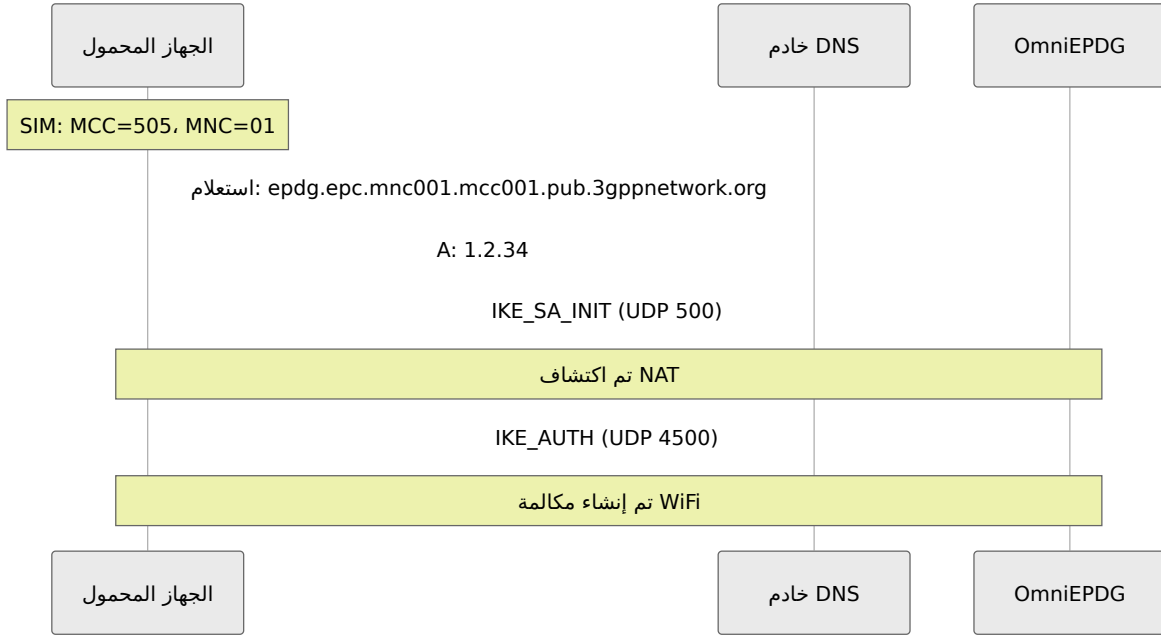 الجهاز المحمول
خادم DNS
OmniEPDG
SIM: MCC=505، MNC=01
استعلام: epdg.epc.mnc001.mcc001.pub.3gppnetwork.org
A: 1.2.34
IKE_SA_INIT (UDP 500)
تم اكتشاف NAT
IKE_AUTH (UDP 4500)
تم إنشاء مكالمة WiFi
الجهاز المحمول
خادم DNS
OmniEPDG